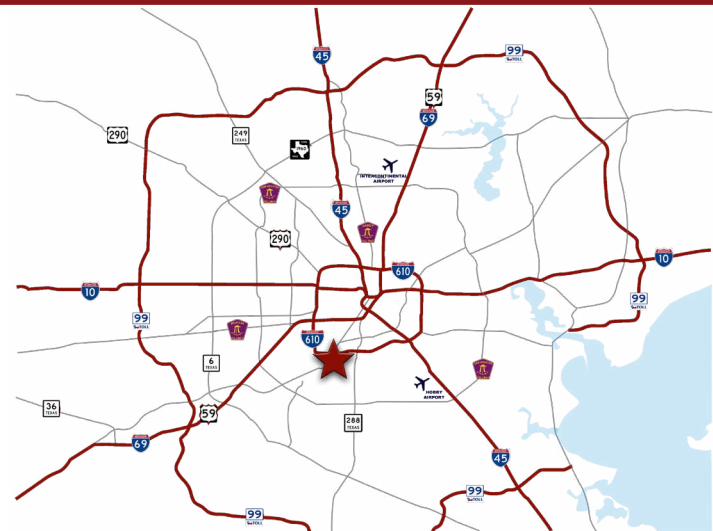 45
99
TOLL
59
69
290
249
TEXAS
1960
INTERCONTINENTAL
AIRPORT
45
290
610
10
10
99
TOLL
99
TOLL
610
6
TEXAS
HOBBY
AIRPORT
36
TEXAS
59
288
TEXAS
69
45
99
TOLL
99
TOLL